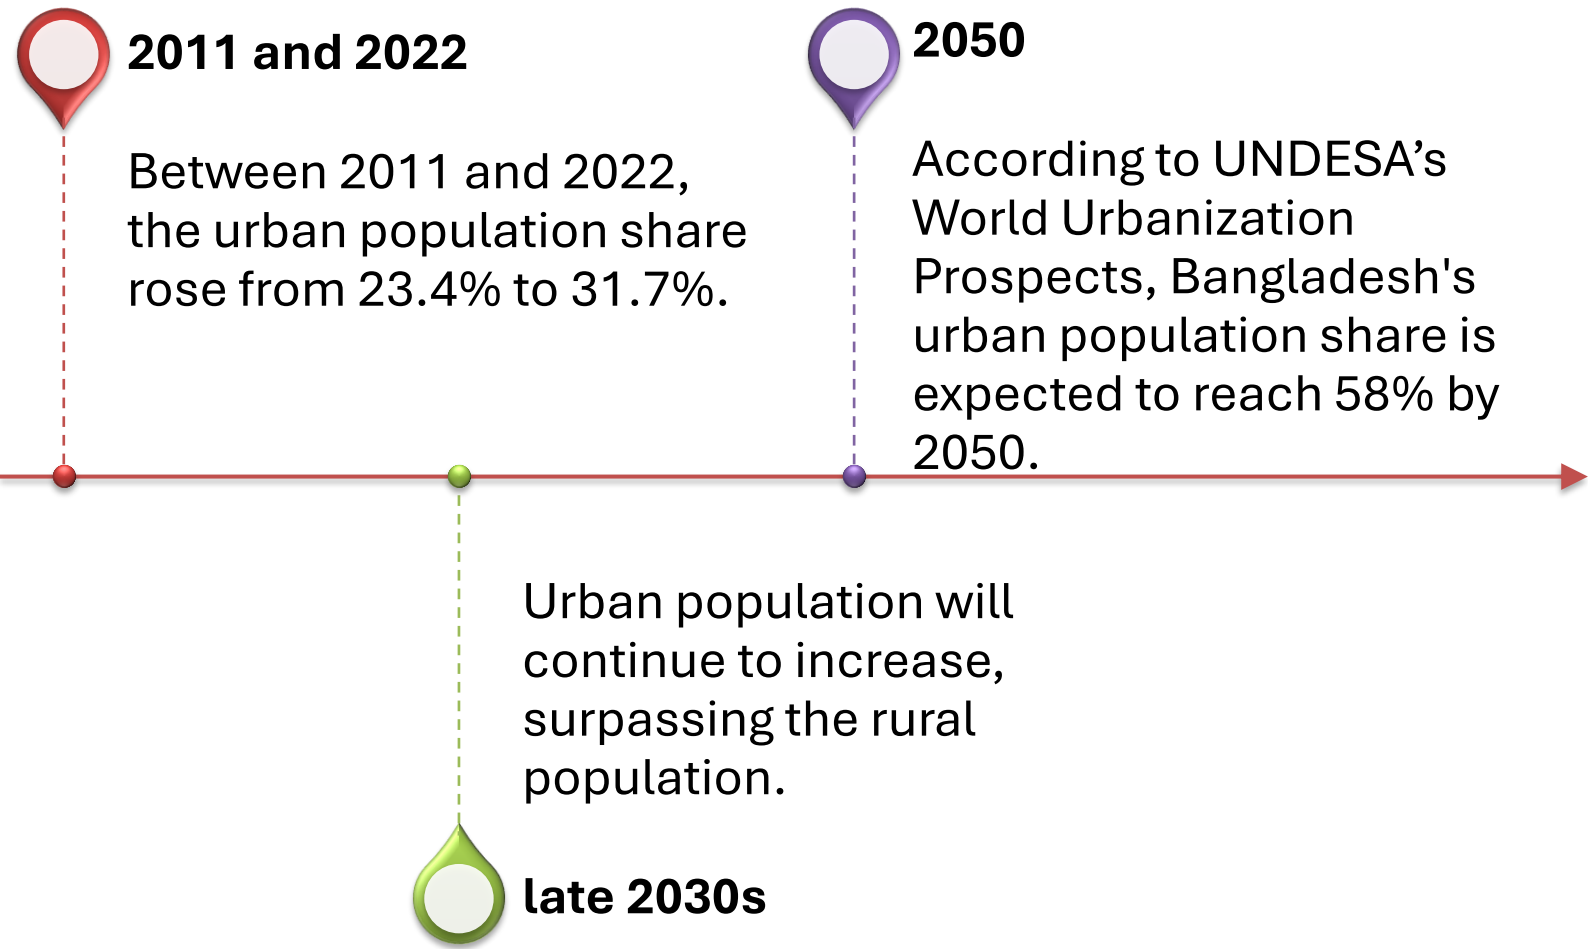 2011 and 2022
Between 2011 and 2022,
the urban population share
rose from 23.4% to 31.7%.
2050
According to UNDESA’s
World Urbanization
Prospects, Bangladesh's
urban population share is
expected to reach 58% by
2050.
Urban population will
continue to increase,
surpassing the rural
population.
late 2030s